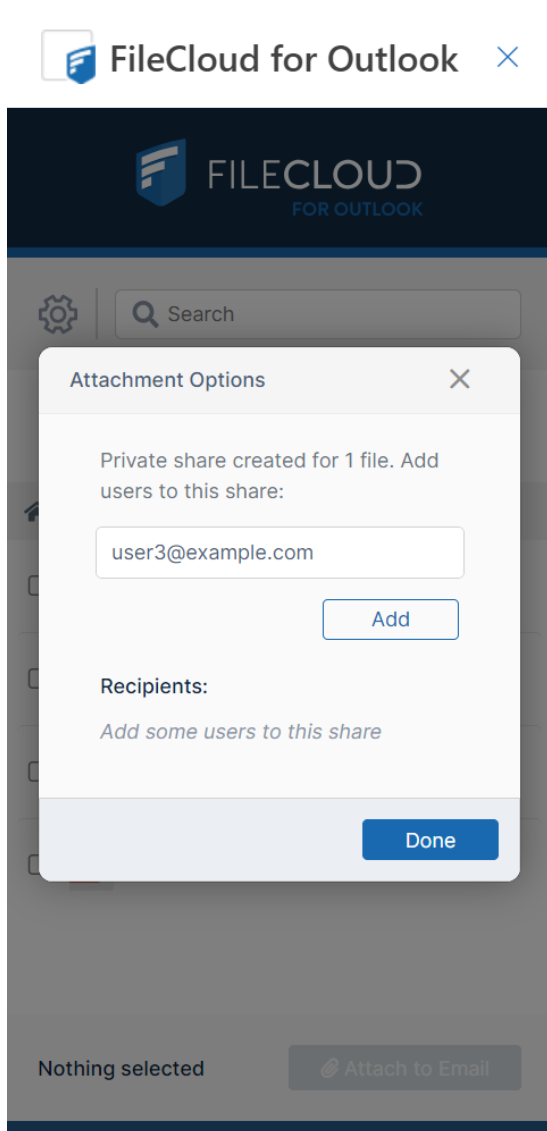 FileCloud for Outlook
FILECLOUD
FOR OUTLOOK
Search
Attachment Options
Private share created for 1 file. Add
users to this share:
user3@example.com
Add
Recipients:
Add some users to this share
Done
Nothing selected
Attach to Email